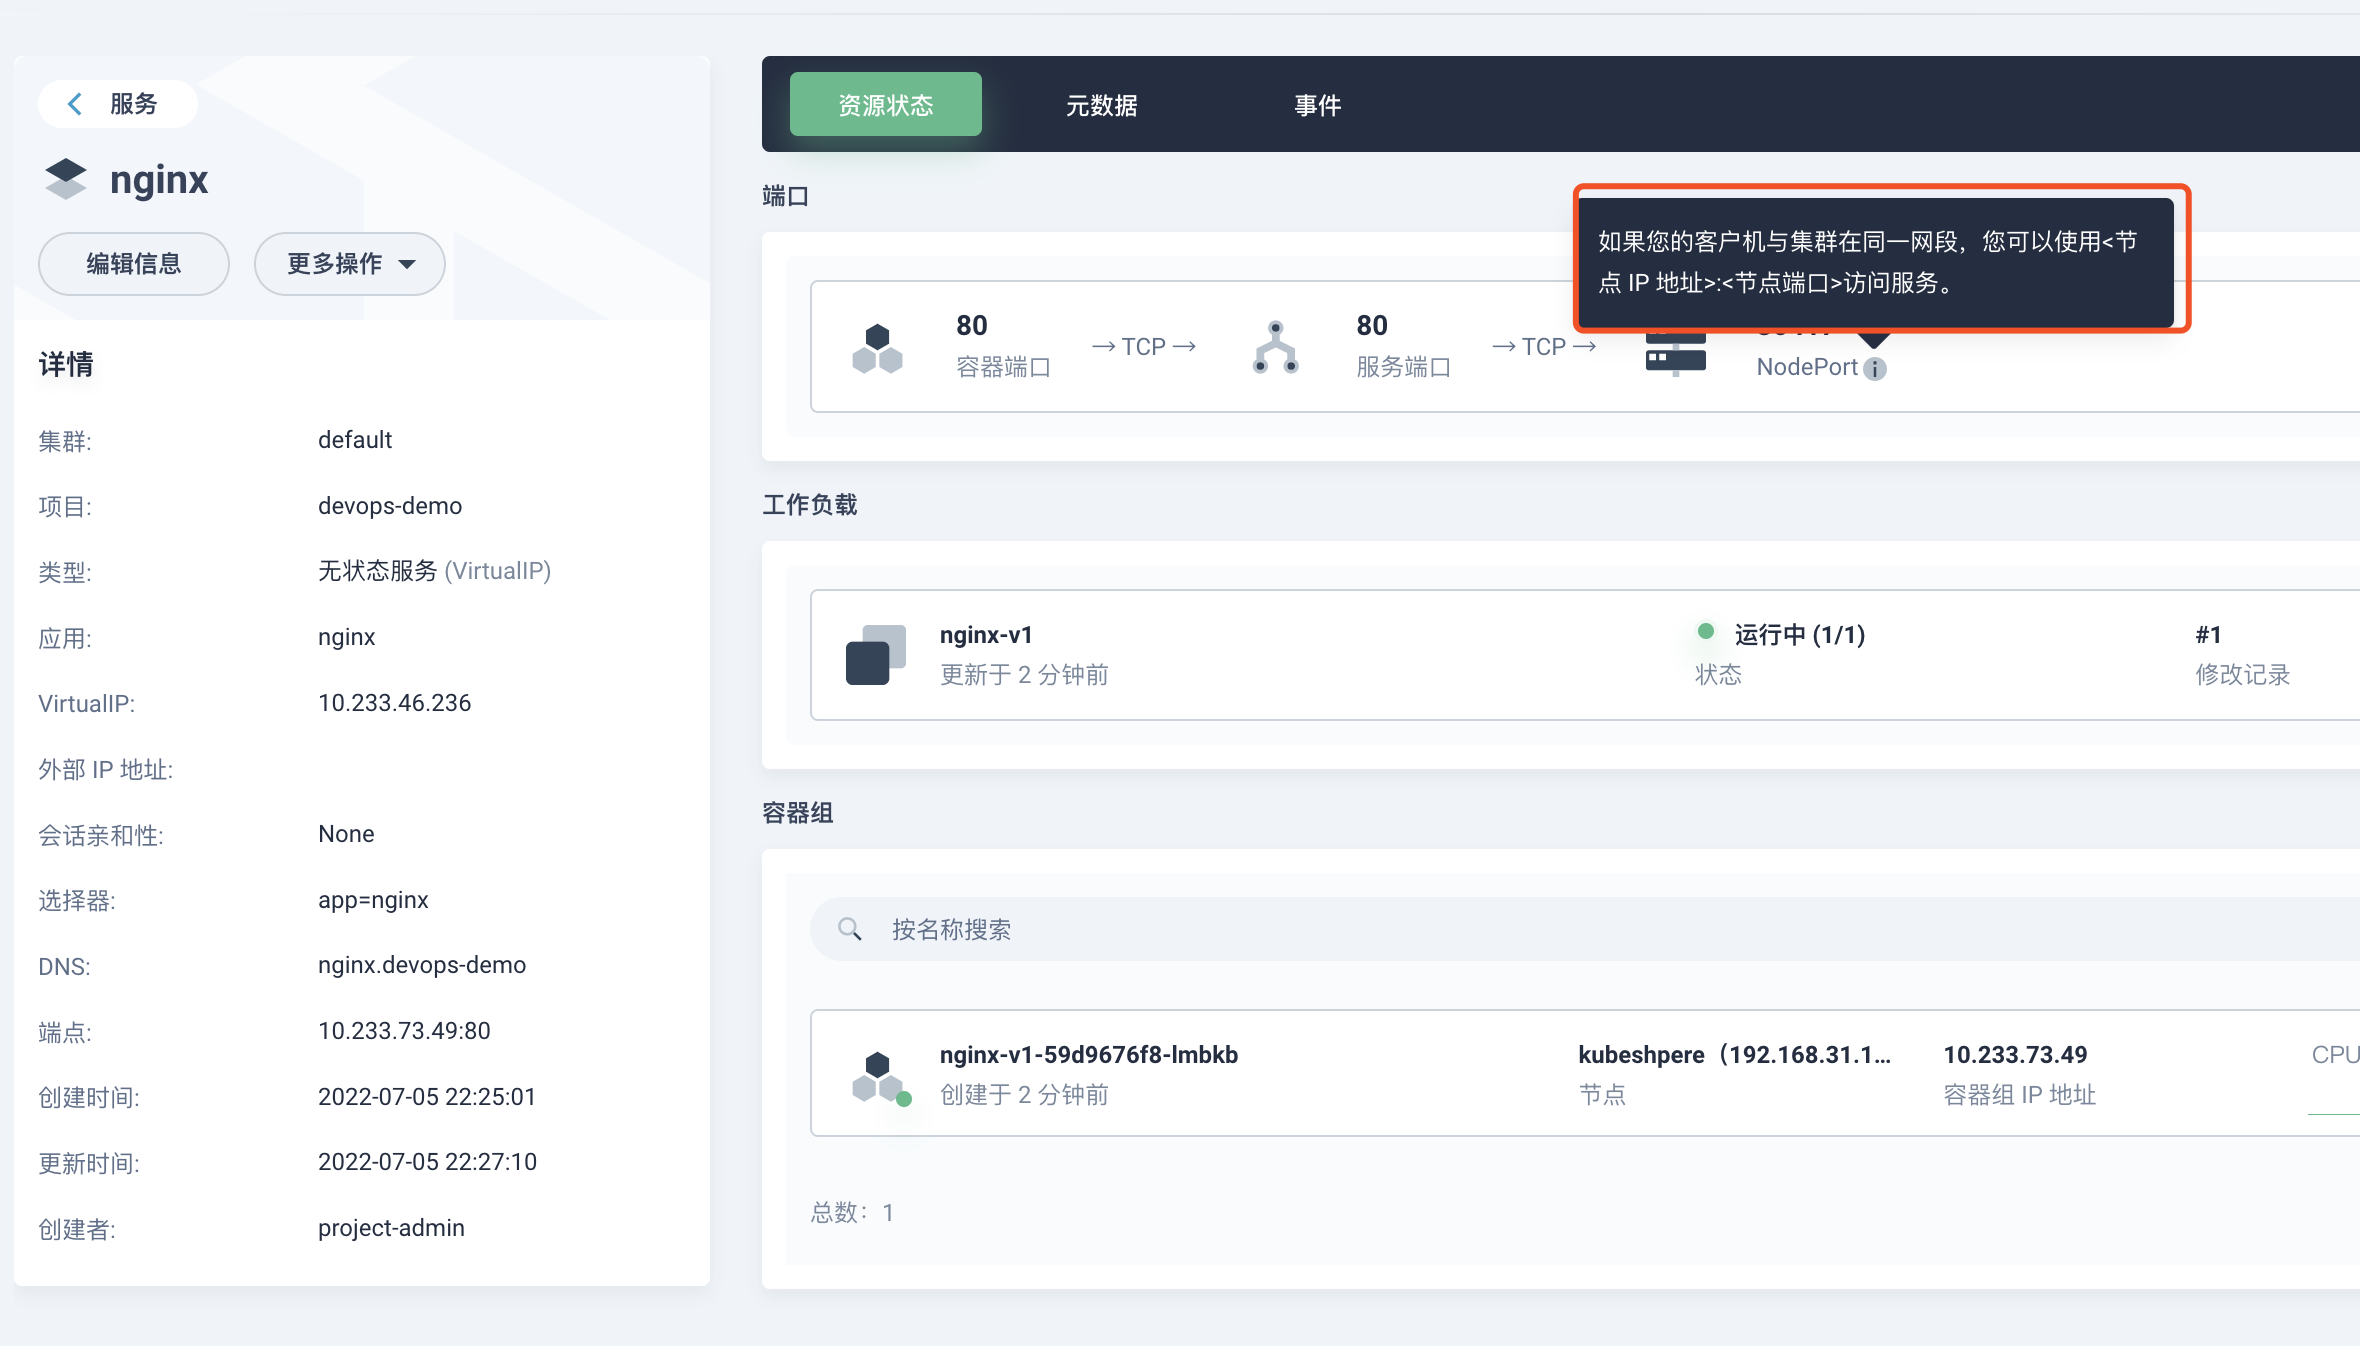 服务
nginx
编辑信息
更多操作
详情
集群: default
项目: devops-demo
类型: 无状态服务 (VirtualIP)
应用: nginx
VirtualIP: 10.233.46.236
外部 IP 地址:
会话亲和性: None
选择器: app=nginx
DNS: nginx.devops-demo
端点: 10.233.73.49:80
创建时间: 2022-07-05 22:25:01
更新时间: 2022-07-05 22:27:10
创建者: project-admin
资源状态 元数据 事件
端口
如果您的客户机与集群在同一网段，您可以使用<节
点 IP 地址>:<节点端口>访问服务。
80 → TCP → 80 → TCP →
容器端口 服务端口 NodePort
工作负载
nginx-v1 运行中 (1/1) #1
更新于 2 分钟前 状态 修改记录
容器组
按名称搜索
nginx-v1-59d9676f8-lmbkb kubeshpere（192.168.31.1... 10.233.73.49 CPU
创建于 2 分钟前 节点 容器组 IP 地址
总数：1